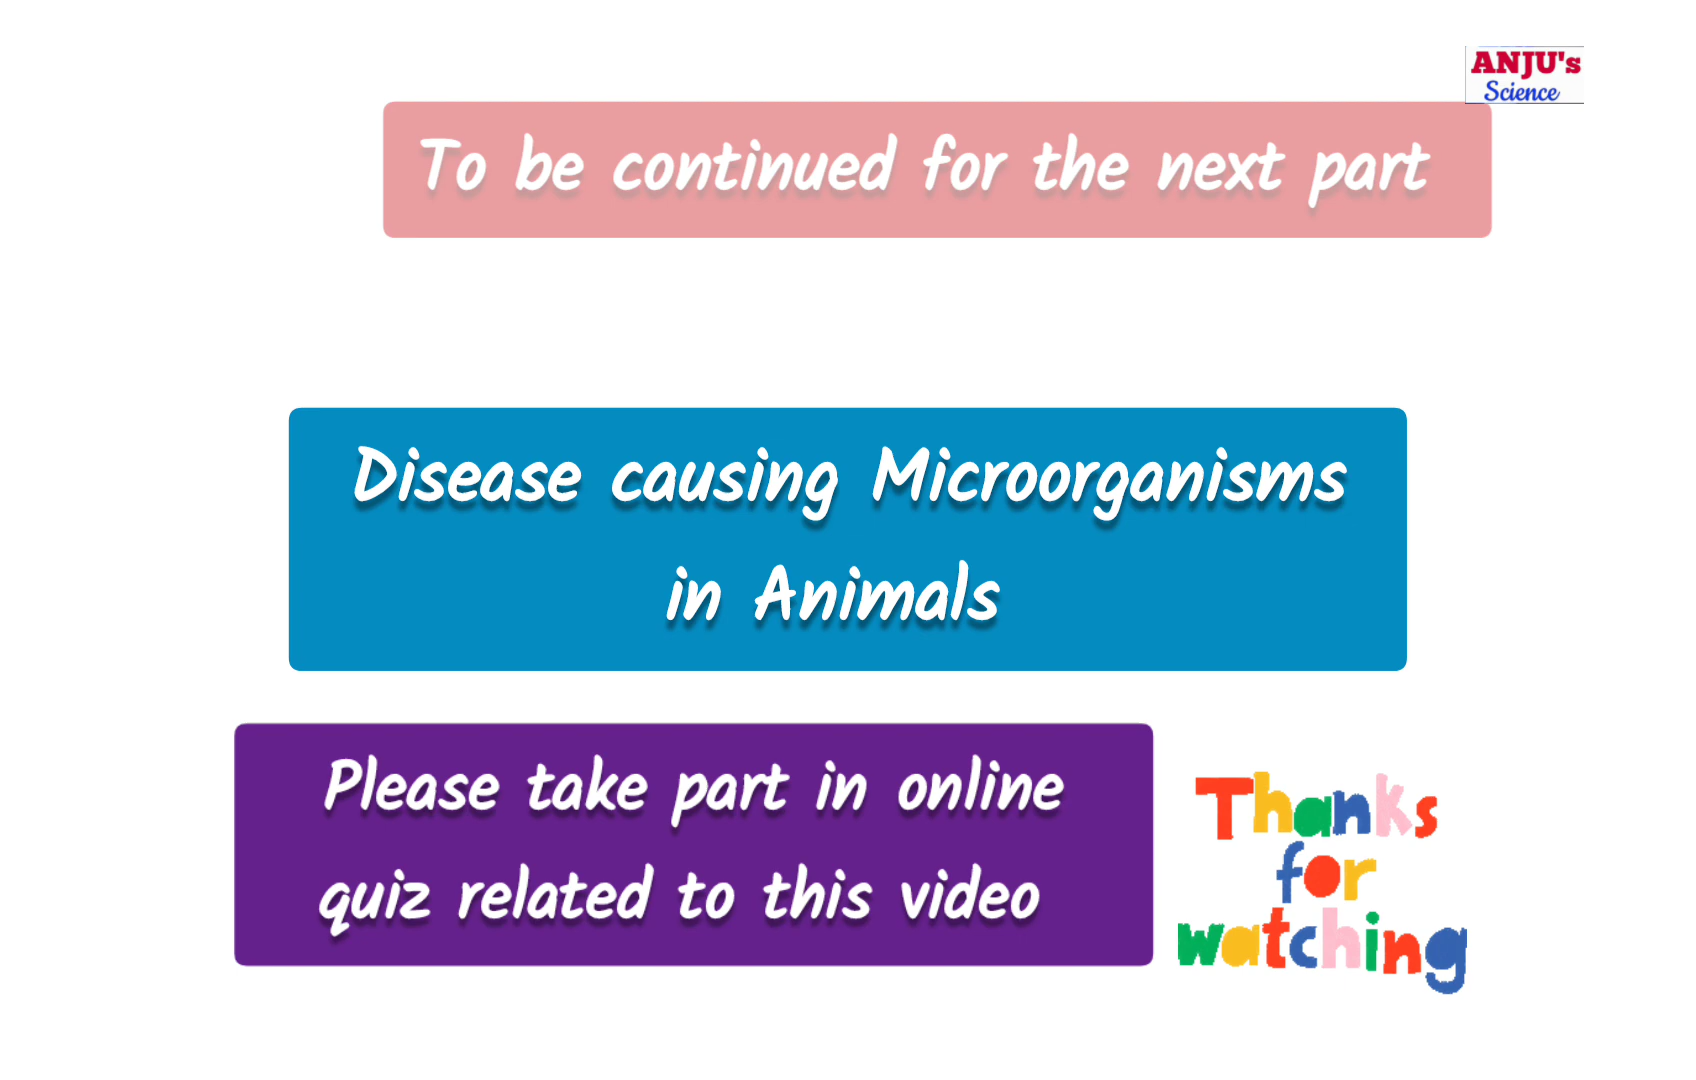 ANJU's
Science
To be continued for the next part
Disease causing Microorganisms
in Animals
Please take part in online
quiz related to this video
Thanks
for
watching